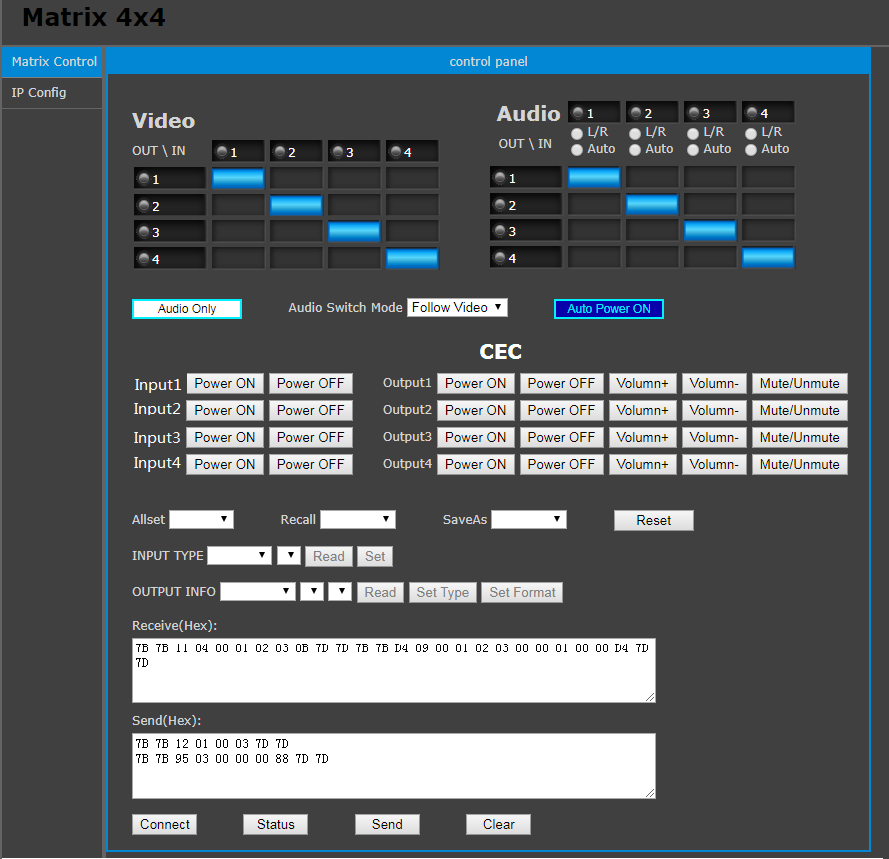 Matrix 4x4
Matrix Control
IP Config
control panel
Video
OUT \ IN 1 2 3 4
1
2
3
4
Audio 1 2 3 4
L/R L/R L/R L/R
OUT \ IN Auto Auto Auto Auto
1
2
3
4
Audio Only Audio Switch Mode Follow Video Auto Power ON
CEC
Input1 Power ON Power OFF Output1 Power ON Power OFF Volumn+ Volumn- Mute/Unmute
Input2 Power ON Power OFF Output2 Power ON Power OFF Volumn+ Volumn- Mute/Unmute
Input3 Power ON Power OFF Output3 Power ON Power OFF Volumn+ Volumn- Mute/Unmute
Input4 Power ON Power OFF Output4 Power ON Power OFF Volumn+ Volumn- Mute/Unmute
Allset Recall SaveAs Reset
INPUT TYPE Read Set
OUTPUT INFO Read Set Type Set Format
Receive(Hex):
7B 7B 11 04 00 01 02 03 0B 7D 7D 7B 7B D4 09 00 01 02 03 00 00 01 00 00 D4 7D
7D
Send(Hex):
7B 7B 12 01 00 03 7D 7D
7B 7B 95 03 00 00 00 88 7D 7D
Connect Status Send Clear